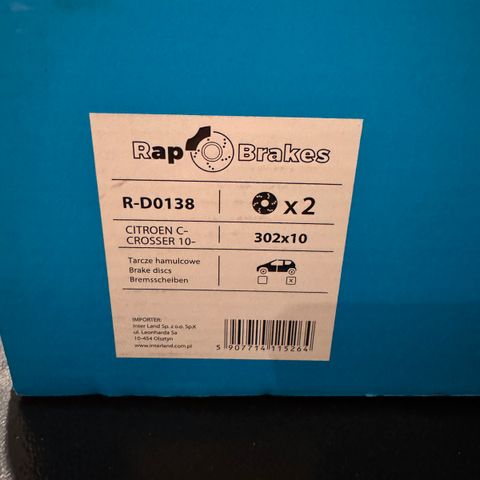 Rap Brakes
R-D0138 x2
CITROEN C-
CROSSER 10- 302x10
Tarcze hamulcowe
Brake discs
Bremsscheiben
IMPORTER:
Inter Land Sp. z o.o. Sp.K
ul. Leonharda 5a
10-454 Olsztyn
www.interland.com.pl
5 907714 115264